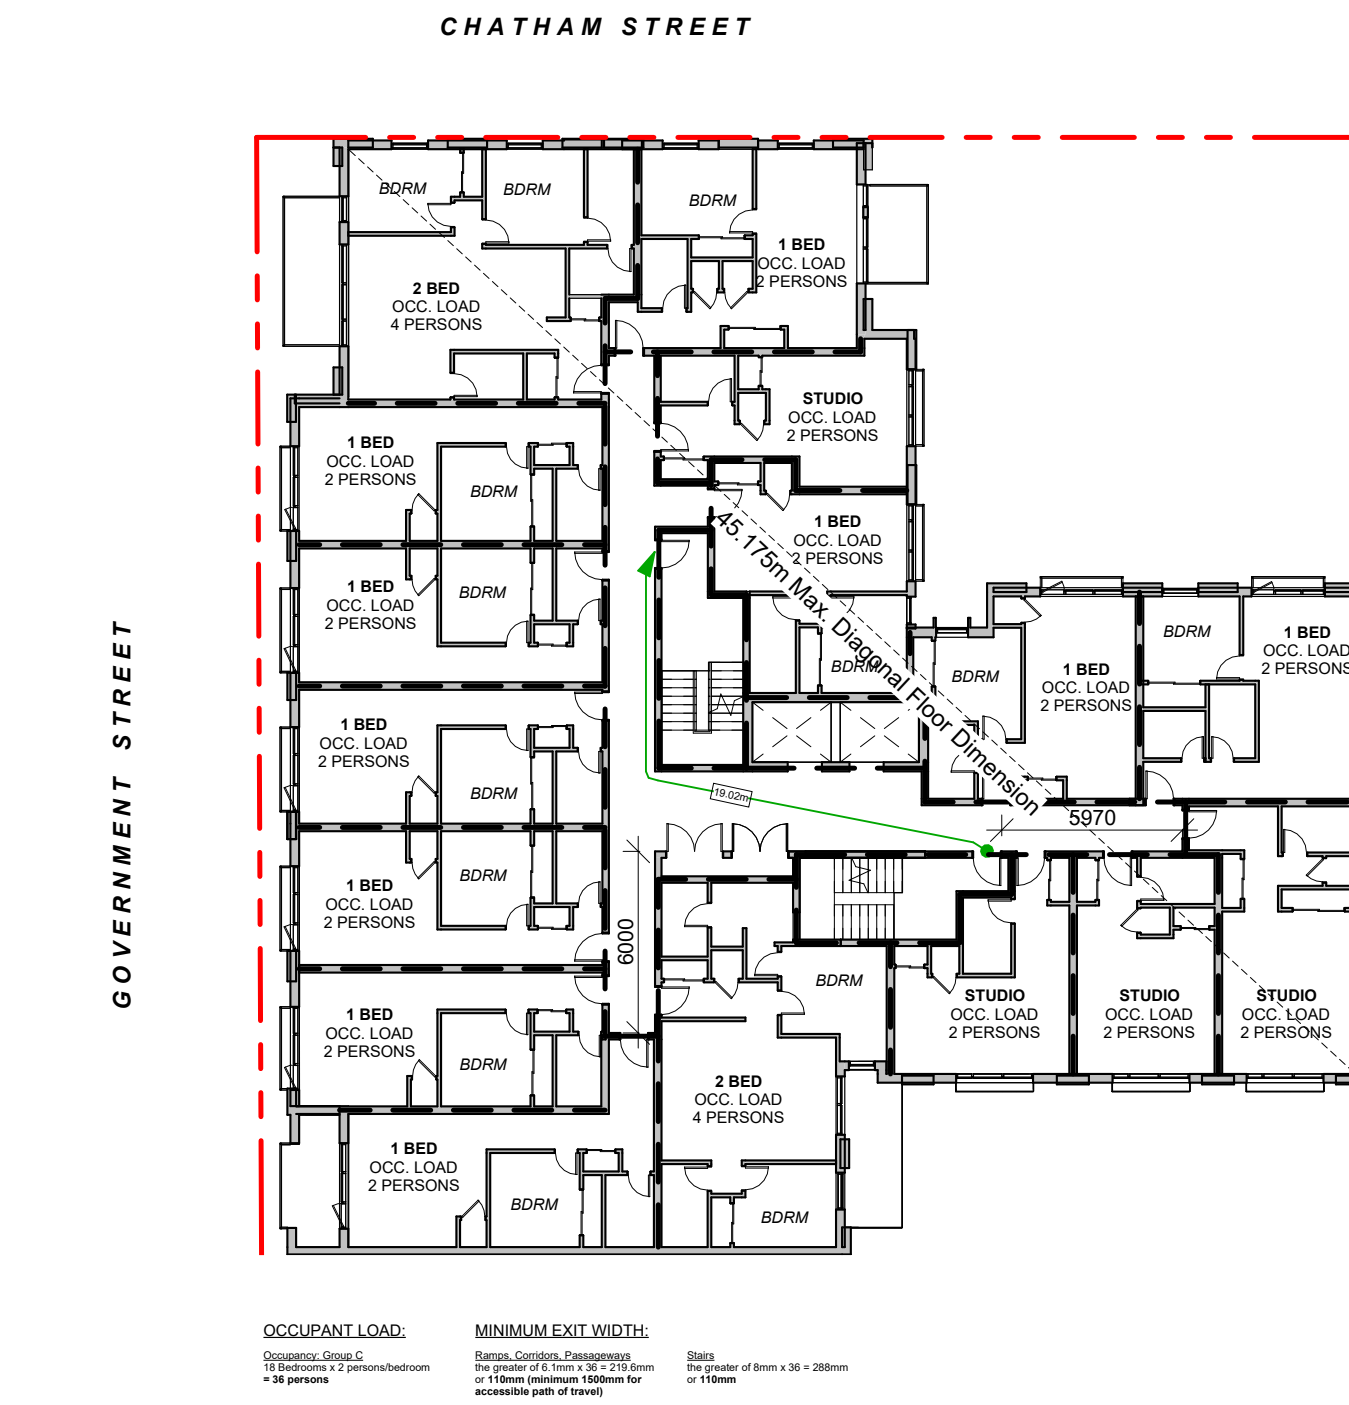 CHATHAM STREET
GOVERNMENT STREET
BDRM
BDRM
BDRM
1 BED
OCC. LOAD
2 PERSONS
2 BED
OCC. LOAD
4 PERSONS
STUDIO
OCC. LOAD
2 PERSONS
1 BED
OCC. LOAD
2 PERSONS
BDRM
1 BED
OCC. LOAD
2 PERSONS
45.175m Max. Diagonal Floor Dimension
1 BED
OCC. LOAD
2 PERSONS
BDRM
BDRM
BDRM
1 BED
OCC. LOAD
2 PERSONS
BDRM
1 BED
OCC. LOAD
2 PERSONS
1 BED
OCC. LOAD
2 PERSONS
BDRM
19.02m
5970
1 BED
OCC. LOAD
2 PERSONS
BDRM
6000
BDRM
STUDIO
OCC. LOAD
2 PERSONS
STUDIO
OCC. LOAD
2 PERSONS
STUDIO
OCC. LOAD
2 PERSONS
1 BED
OCC. LOAD
2 PERSONS
BDRM
2 BED
OCC. LOAD
4 PERSONS
1 BED
OCC. LOAD
2 PERSONS
BDRM
BDRM
OCCUPANT LOAD:
Occupancy: Group C
18 Bedrooms x 2 persons/bedroom
= 36 persons
MINIMUM EXIT WIDTH:
Ramps, Corridors, Passageways
the greater of 6.1mm x 36 = 219.6mm
or 110mm (minimum 1500mm for
accessible path of travel)
Stairs
the greater of 8mm x 36 = 288mm
or 110mm